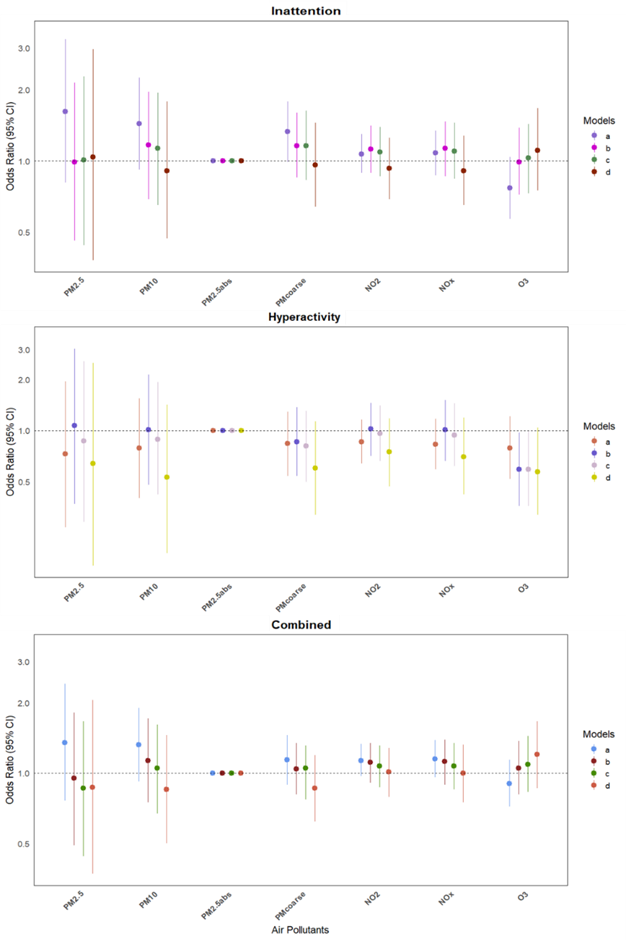 Inattention
Odds Ratio (95% CI)
3.0
2.0
1.0
0.5
PM2.5
PM10
PM2.5abs
PMcoarse
NO2
NOx
O3
Models
a
b
c
d
Hyperactivity
Odds Ratio (95% CI)
3.0
2.0
1.0
0.5
PM2.5
PM10
PM2.5abs
PMcoarse
NO2
NOx
O3
Models
a
b
c
d
Combined
Odds Ratio (95% CI)
3.0
2.0
1.0
0.5
PM2.5
PM10
PM2.5abs
PMcoarse
NO2
NOx
O3
Air Pollutants
Models
a
b
c
d